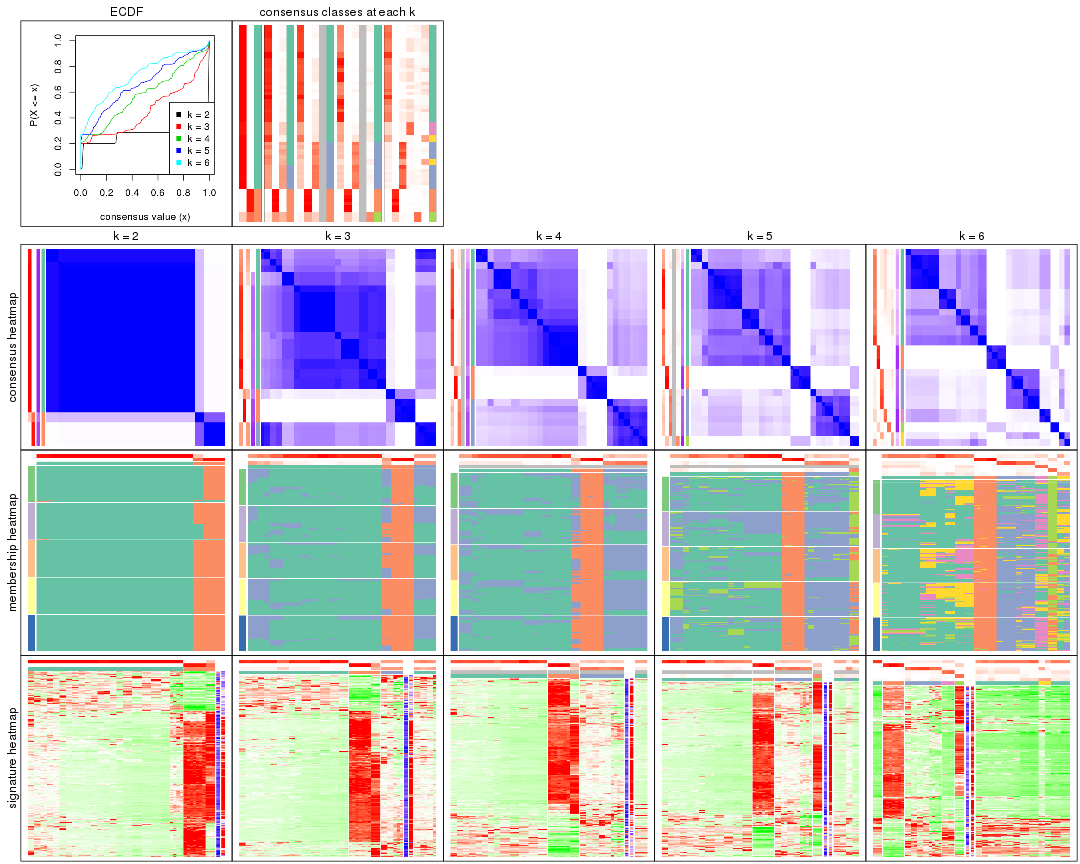 ECDF
consensus classes at each k
P(X <= x)
0.0 0.2 0.4 0.6 0.8 1.0
k = 2
k = 3
k = 4
k = 5
k = 6
0.0 0.2 0.4 0.6 0.8 1.0
consensus value (x)
k = 2
k = 3
k = 4
k = 5
k = 6
consensus heatmap
membership heatmap
signature heatmap